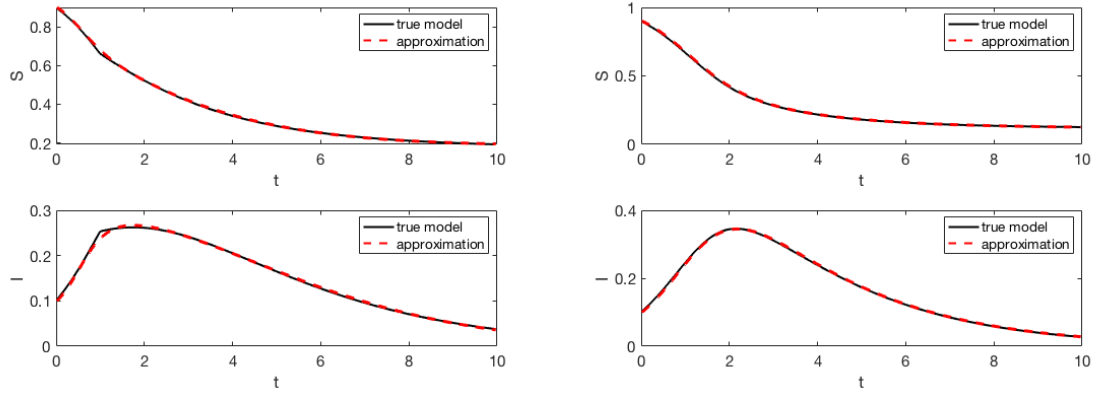 0.8
0.6
0.4
0.2
S
0 2 4 6 8 10
t
true model
approximation
1
0.5
0
S
0 2 4 6 8 10
t
true model
approximation
0.3
0.2
0.1
0
I
0 2 4 6 8 10
t
true model
approximation
0.4
0.2
0
I
0 2 4 6 8 10
t
true model
approximation